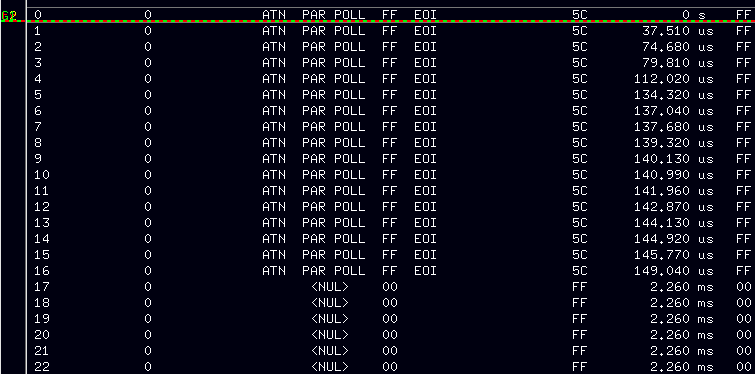 G2 0 0 ATN PAR POLL FF EOI 5C 0 s FF
1 0 ATN PAR POLL FF EOI 5C 37.510 us FF
2 0 ATN PAR POLL FF EOI 5C 74.680 us FF
3 0 ATN PAR POLL FF EOI 5C 79.810 us FF
4 0 ATN PAR POLL FF EOI 5C 112.020 us FF
5 0 ATN PAR POLL FF EOI 5C 134.320 us FF
6 0 ATN PAR POLL FF EOI 5C 137.040 us FF
7 0 ATN PAR POLL FF EOI 5C 137.680 us FF
8 0 ATN PAR POLL FF EOI 5C 139.320 us FF
9 0 ATN PAR POLL FF EOI 5C 140.130 us FF
10 0 ATN PAR POLL FF EOI 5C 140.990 us FF
11 0 ATN PAR POLL FF EOI 5C 141.960 us FF
12 0 ATN PAR POLL FF EOI 5C 142.870 us FF
13 0 ATN PAR POLL FF EOI 5C 144.130 us FF
14 0 ATN PAR POLL FF EOI 5C 144.920 us FF
15 0 ATN PAR POLL FF EOI 5C 145.770 us FF
16 0 ATN PAR POLL FF EOI 5C 149.040 us FF
17 0 <NUL> 00 FF 2.260 ms 00
18 0 <NUL> 00 FF 2.260 ms 00
19 0 <NUL> 00 FF 2.260 ms 00
20 0 <NUL> 00 FF 2.260 ms 00
21 0 <NUL> 00 FF 2.260 ms 00
22 0 <NUL> 00 FF 2.260 ms 00